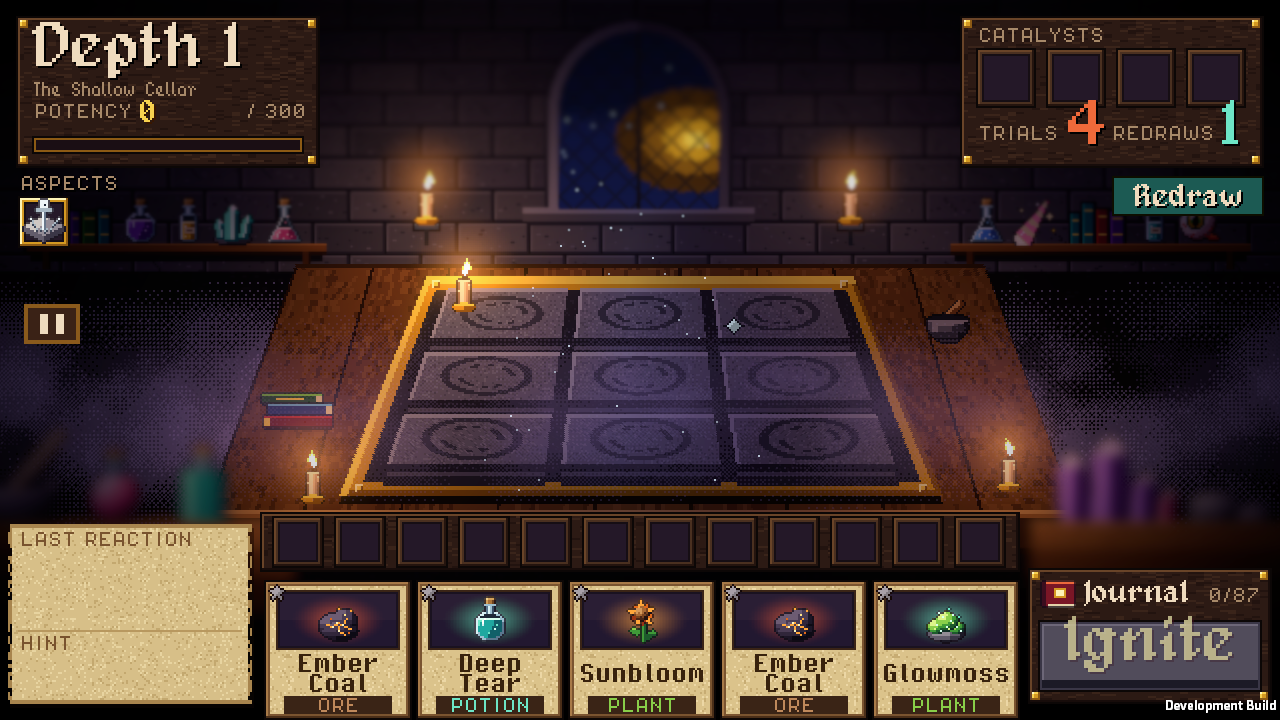 Depth 1
The Shallow Cellar
POTENCY 0 / 300
ASPECTS
CATALYSTS
TRIALS 4 REDRAWS 1
Redraw
LAST REACTION
HINT
Ember
Coal
ORE
Deep
Tear
POTION
Sunbloom
PLANT
Ember
Coal
ORE
Glowmoss
PLANT
Journal 0/87
Ignite
Development Build